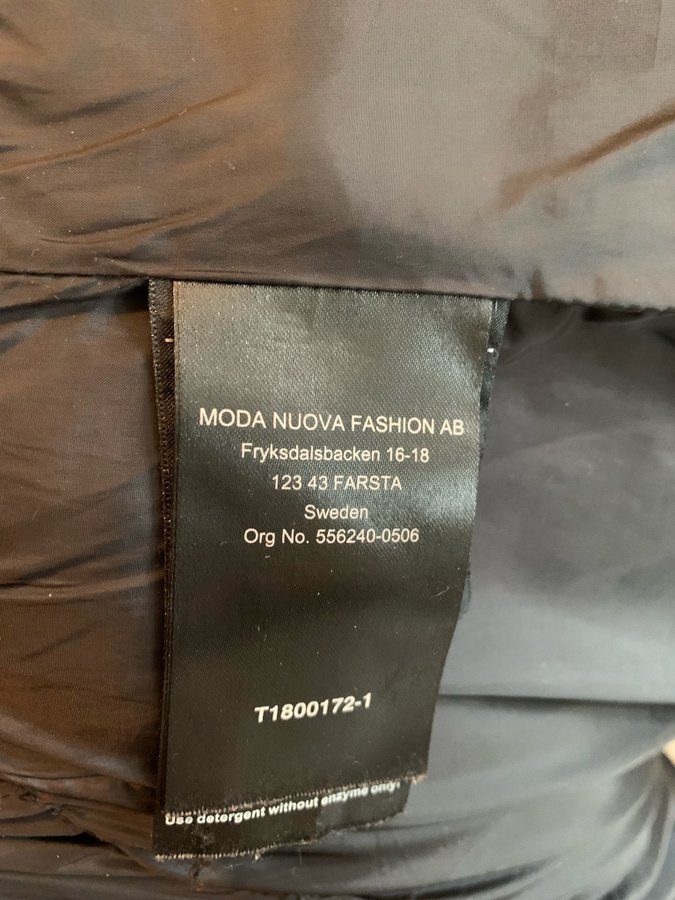 MODA NUOVA FASHION AB
Fryksdalsbacken 16-18
123 43 FARSTA
Sweden
Org No. 556240-0506
T1800172-1
Use detergent without enzyme only!